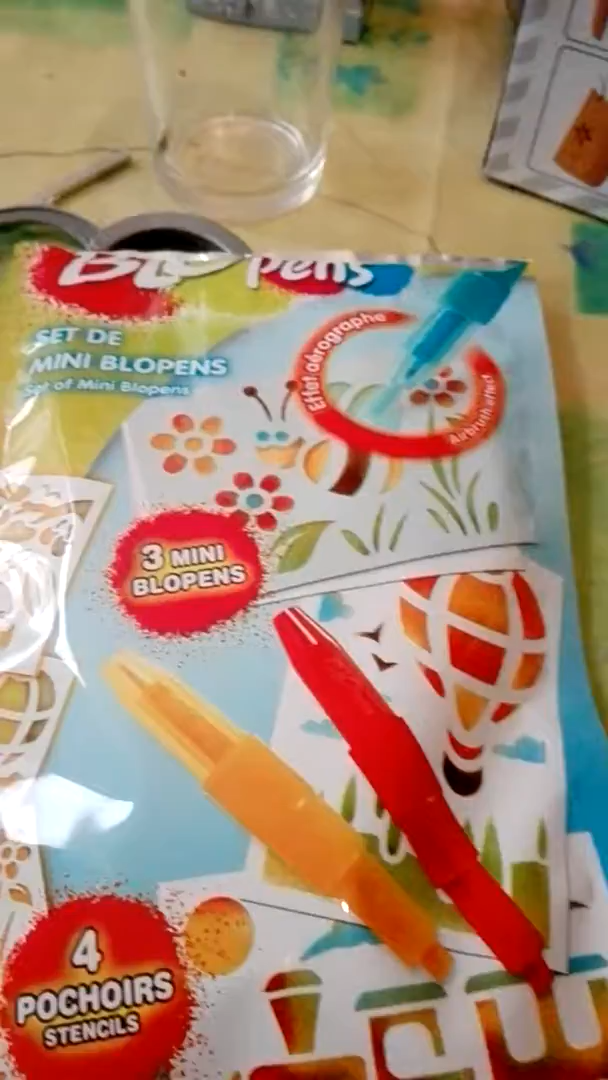 BLO pens
SET DE
MINI BLOPENS
Set of Mini Blopens
Effet aérographe
Airbrush effect
3 MINI
BLOPENS
4
POCHOIRS
STENCILS